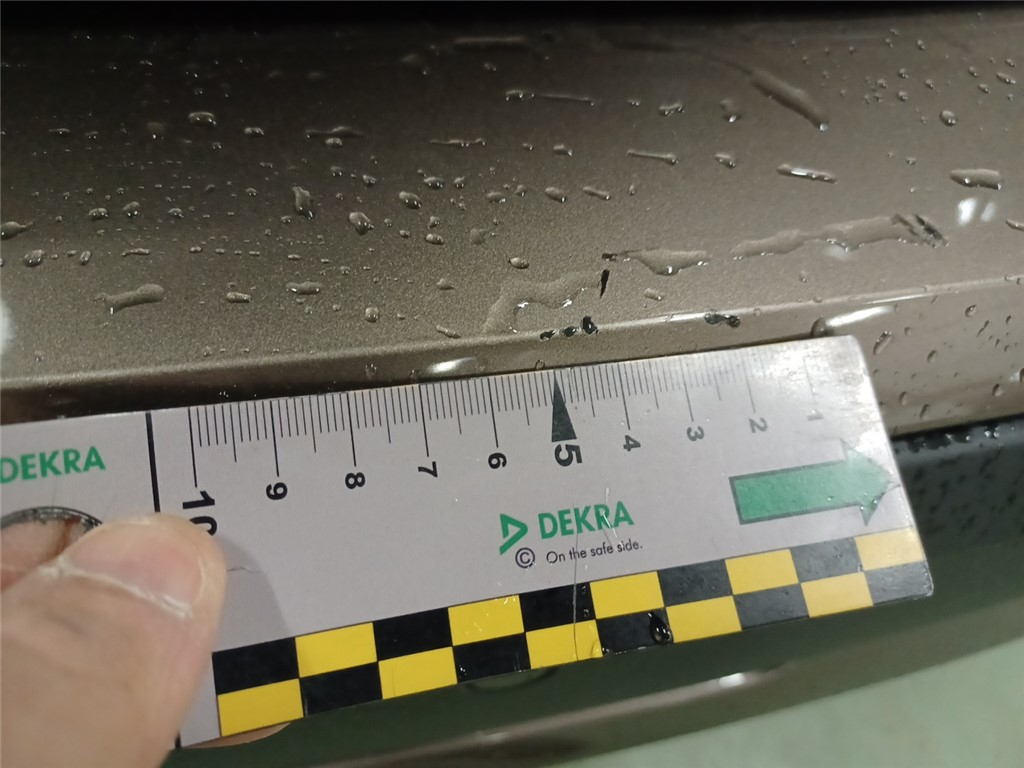 DEKRA
10 9 8 7 6 5 4 3 2 1
DEKRA
© On the safe side.